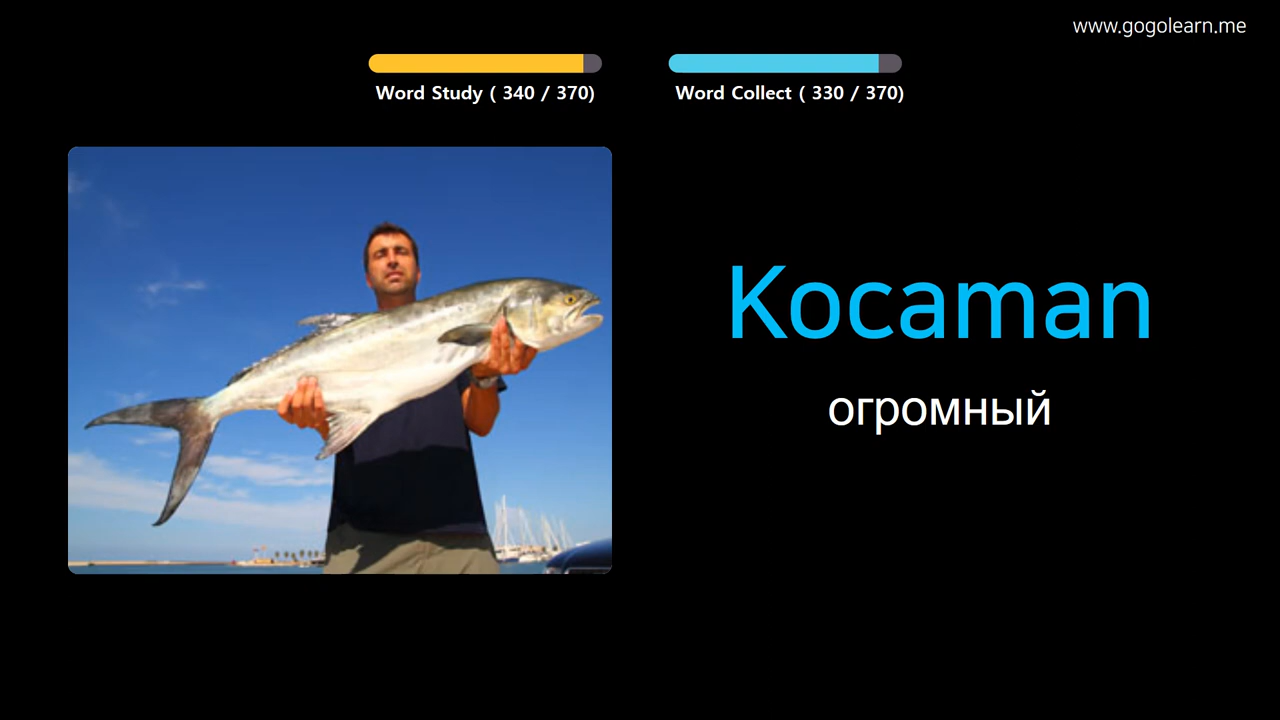 www.gogolearn.me
Word Study ( 340 / 370)
Word Collect ( 330 / 370)
Kocaman
огромный